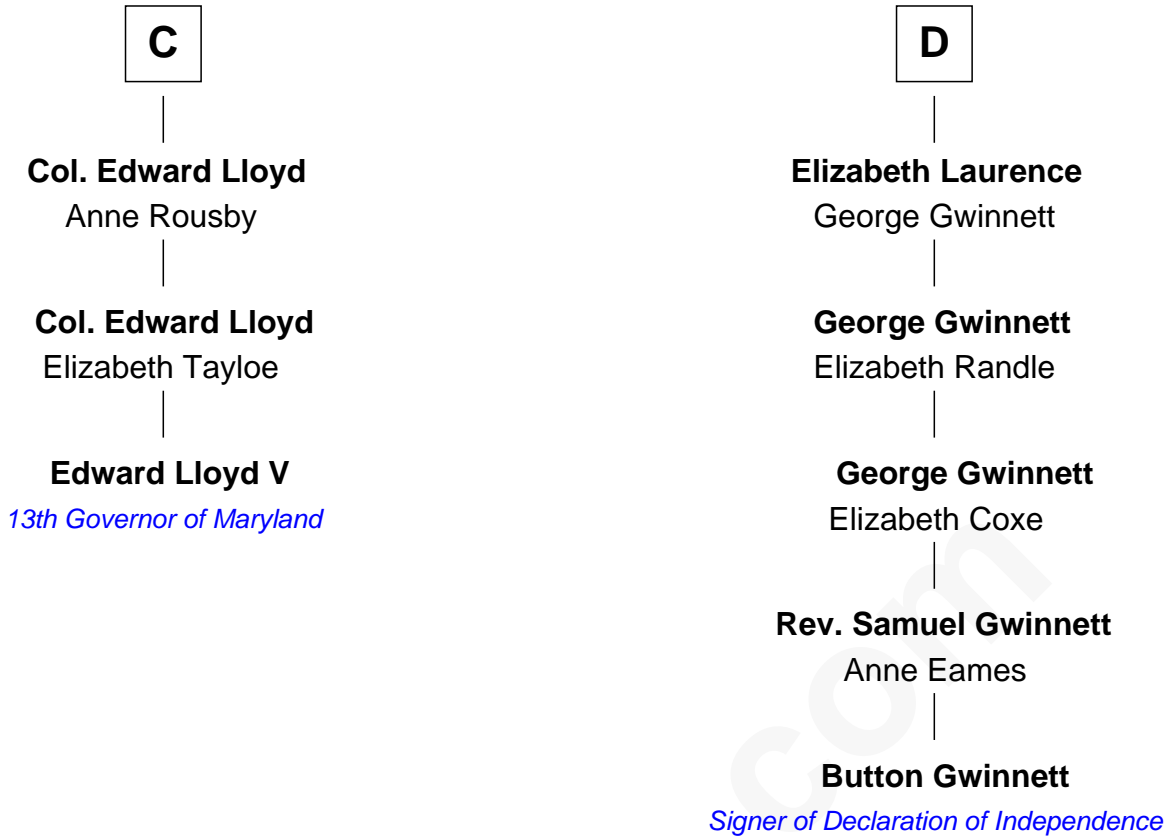 C
Col. Edward Lloyd
Anne Rousby
Col. Edward Lloyd
Elizabeth Tayloe
Edward Lloyd V
13th Governor of Maryland
D
Elizabeth Laurence
George Gwinnett
George Gwinnett
Elizabeth Randle
George Gwinnett
Elizabeth Coxe
Rev. Samuel Gwinnett
Anne Eames
Button Gwinnett
Signer of Declaration of Independence
com